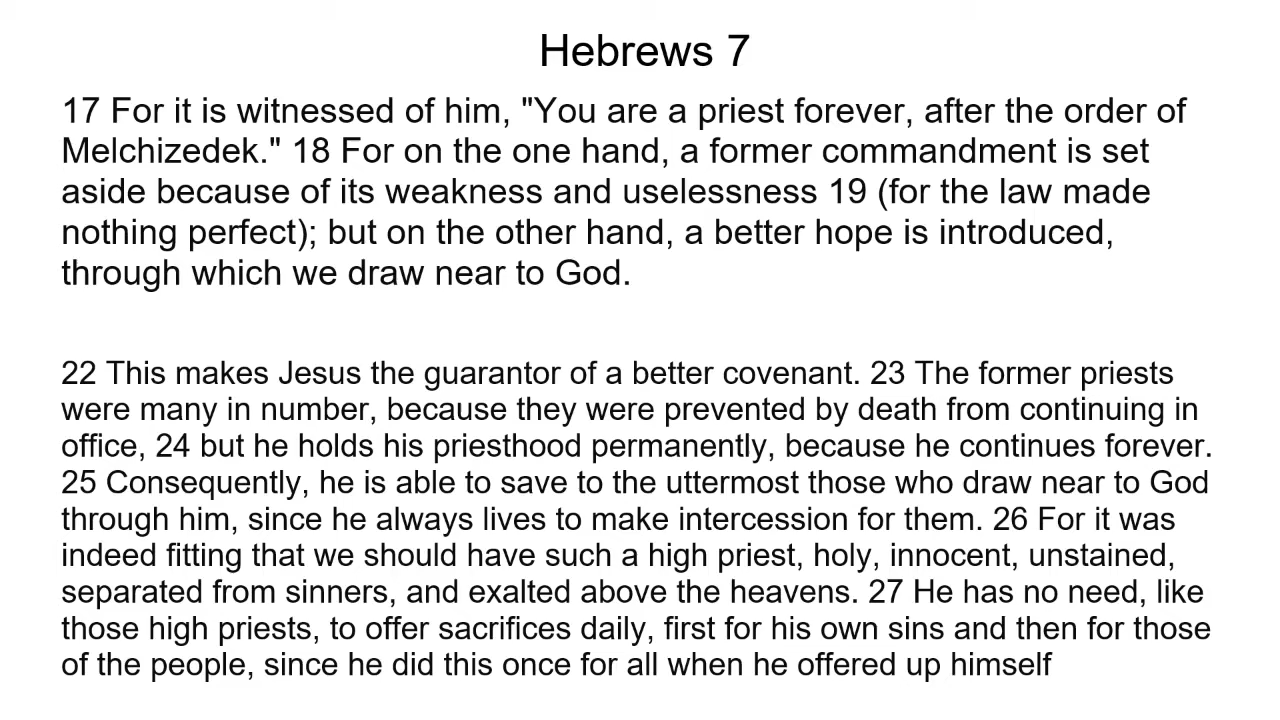 Hebrews 7
17 For it is witnessed of him, "You are a priest forever, after the order of
Melchizedek." 18 For on the one hand, a former commandment is set
aside because of its weakness and uselessness 19 (for the law made
nothing perfect); but on the other hand, a better hope is introduced,
through which we draw near to God.
22 This makes Jesus the guarantor of a better covenant. 23 The former priests
were many in number, because they were prevented by death from continuing in
office, 24 but he holds his priesthood permanently, because he continues forever.
25 Consequently, he is able to save to the uttermost those who draw near to God
through him, since he always lives to make intercession for them. 26 For it was
indeed fitting that we should have such a high priest, holy, innocent, unstained,
separated from sinners, and exalted above the heavens. 27 He has no need, like
those high priests, to offer sacrifices daily, first for his own sins and then for those
of the people, since he did this once for all when he offered up himself